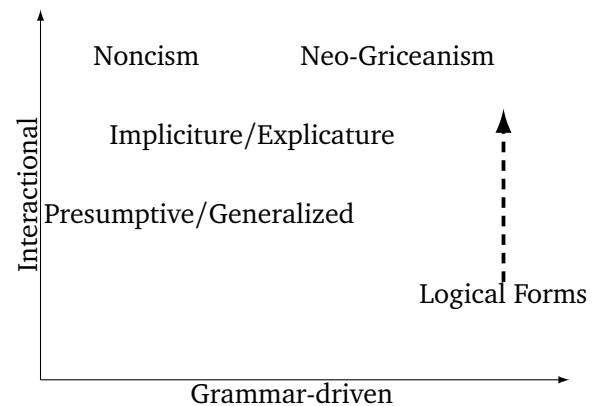 Noncism Neo-Griceanism
Impliciture/Explicature
Interactional
Presumptive/Generalized
Logical Forms
Grammar-driven